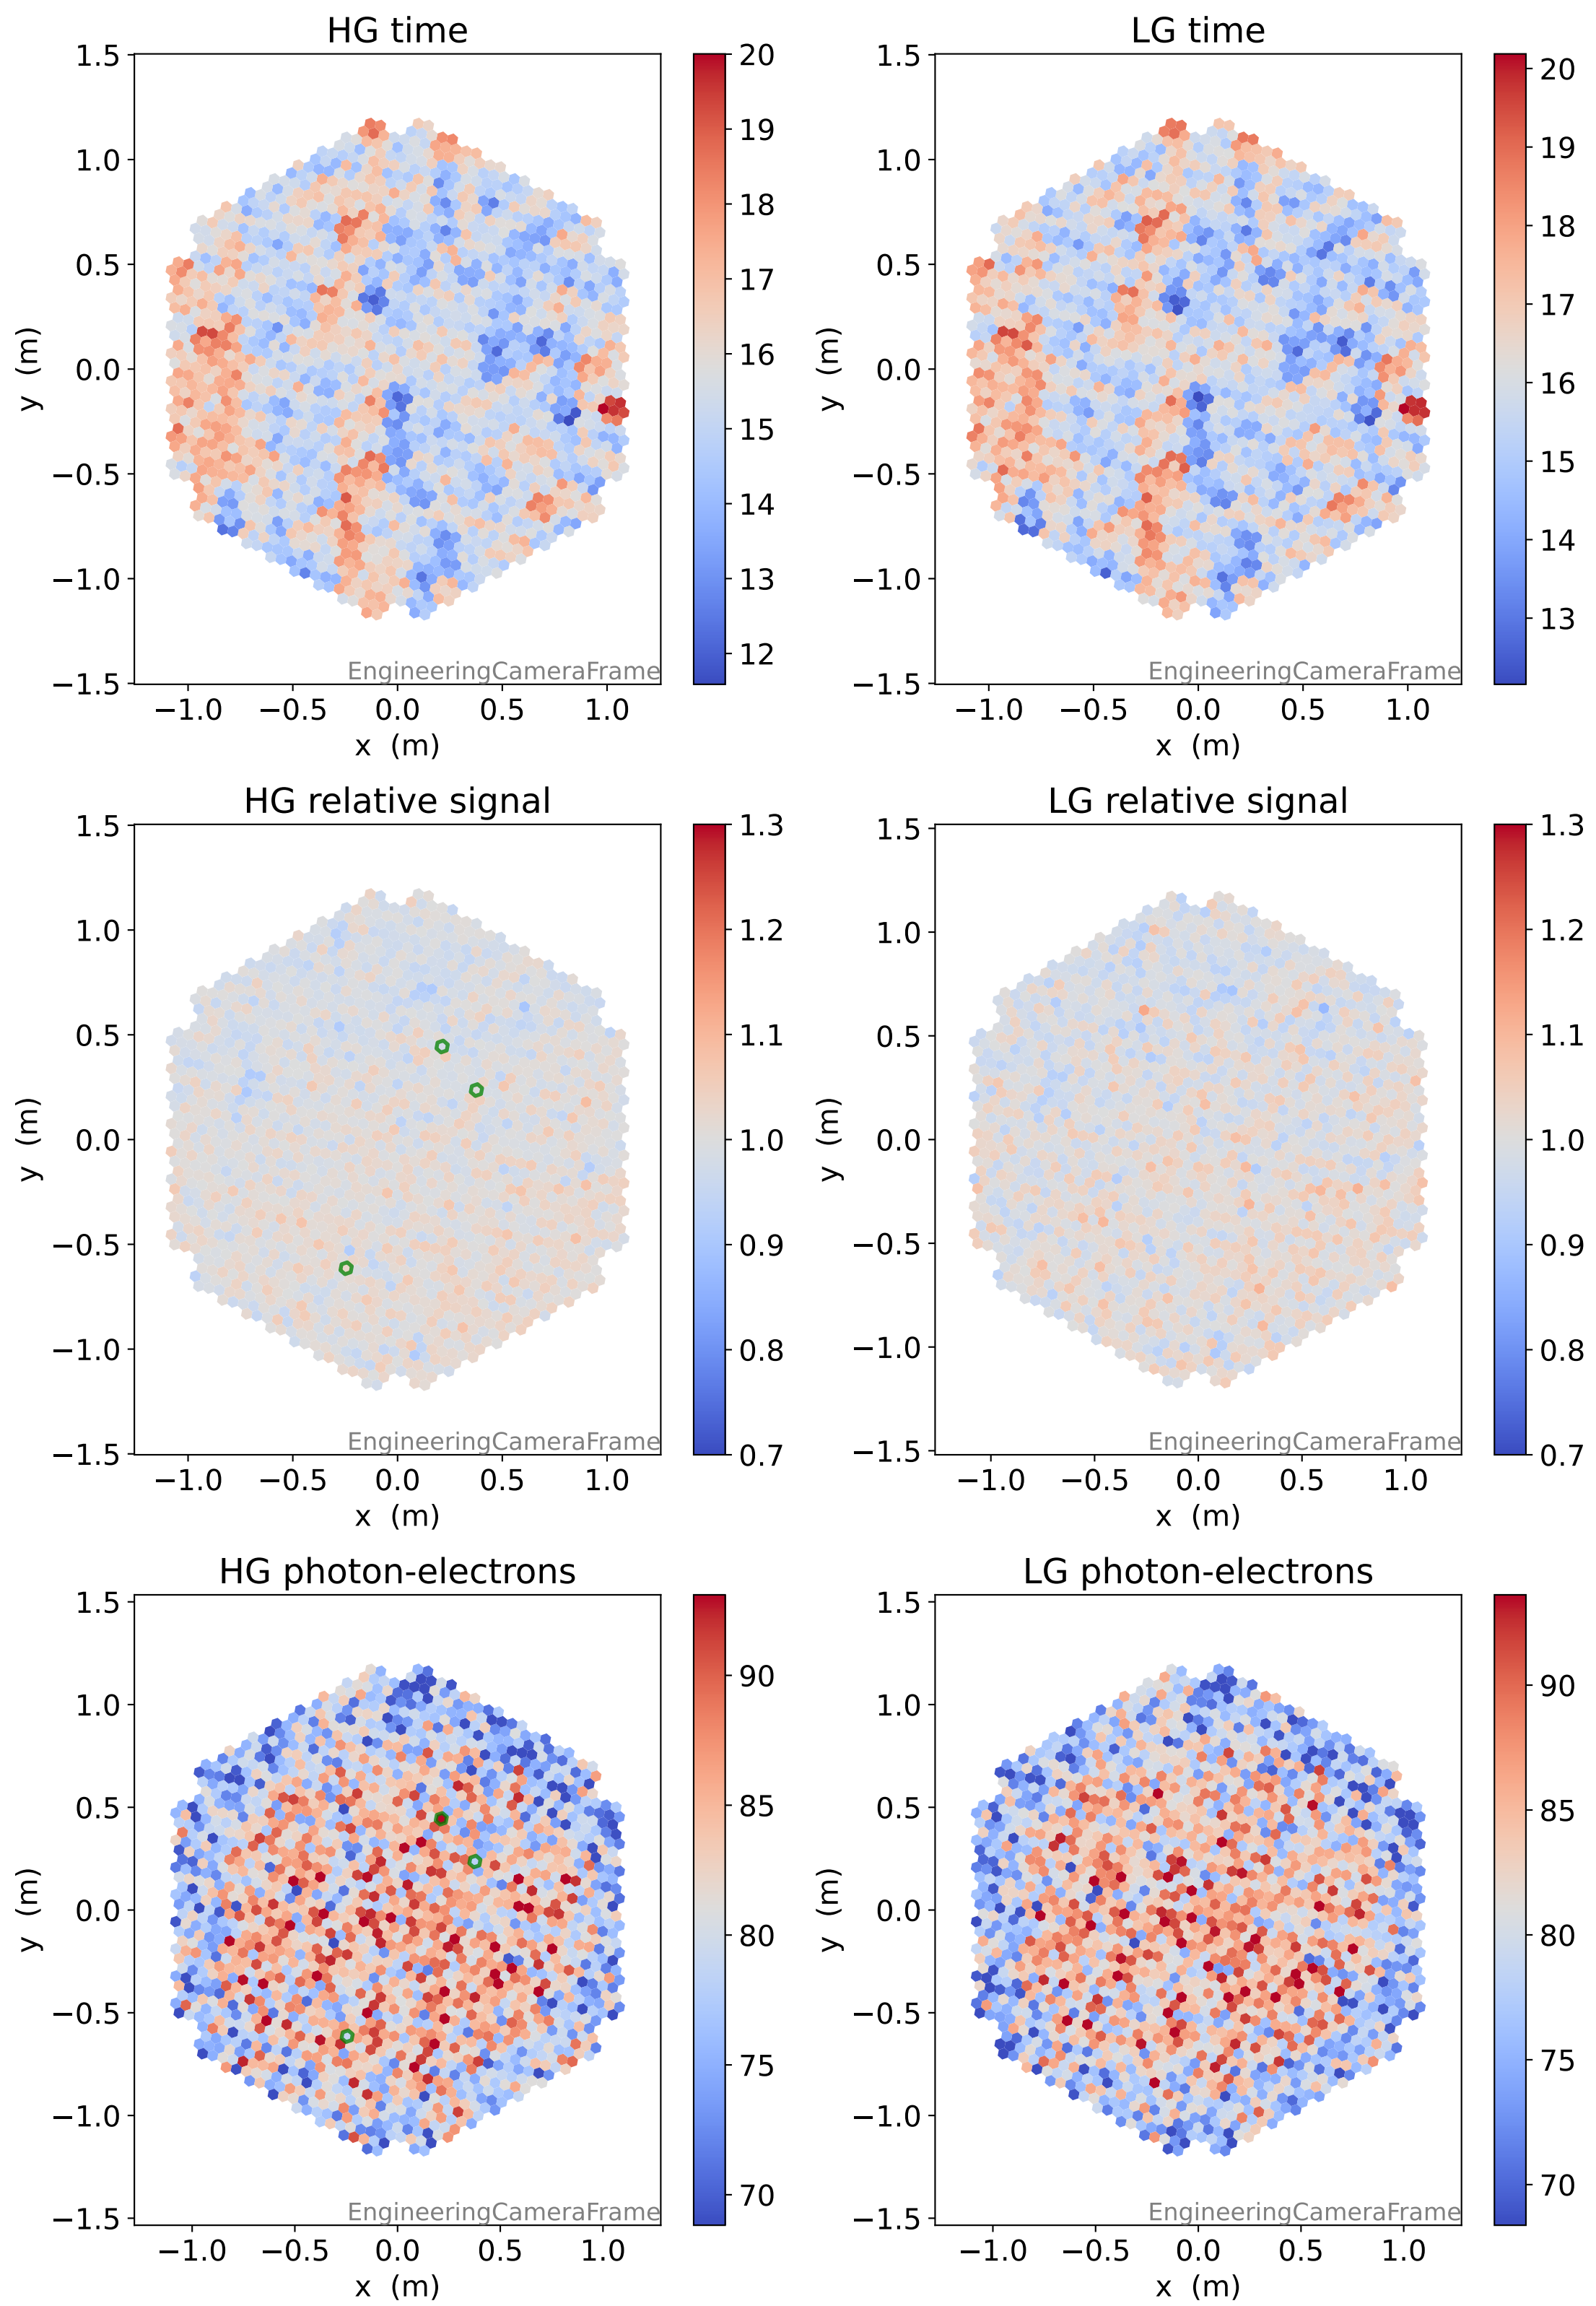 HG time
1.5
1.0
0.5
0.0
−0.5
−1.0
−1.5
y (m)
−1.0 −0.5 0.0 0.5 1.0
x (m)
EngineeringCameraFrame
20
19
18
17
16
15
14
13
12
LG time
1.5
1.0
0.5
0.0
−0.5
−1.0
−1.5
y (m)
−1.0 −0.5 0.0 0.5 1.0
x (m)
EngineeringCameraFrame
20
19
18
17
16
15
14
13
HG relative signal
1.5
1.0
0.5
0.0
−0.5
−1.0
−1.5
y (m)
−1.0 −0.5 0.0 0.5 1.0
x (m)
EngineeringCameraFrame
1.3
1.2
1.1
1.0
0.9
0.8
0.7
LG relative signal
1.5
1.0
0.5
0.0
−0.5
−1.0
−1.5
y (m)
−1.0 −0.5 0.0 0.5 1.0
x (m)
EngineeringCameraFrame
1.3
1.2
1.1
1.0
0.9
0.8
0.7
HG photon-electrons
1.5
1.0
0.5
0.0
−0.5
−1.0
−1.5
y (m)
−1.0 −0.5 0.0 0.5 1.0
x (m)
EngineeringCameraFrame
90
85
80
75
70
LG photon-electrons
1.5
1.0
0.5
0.0
−0.5
−1.0
−1.5
y (m)
−1.0 −0.5 0.0 0.5 1.0
x (m)
EngineeringCameraFrame
90
85
80
75
70